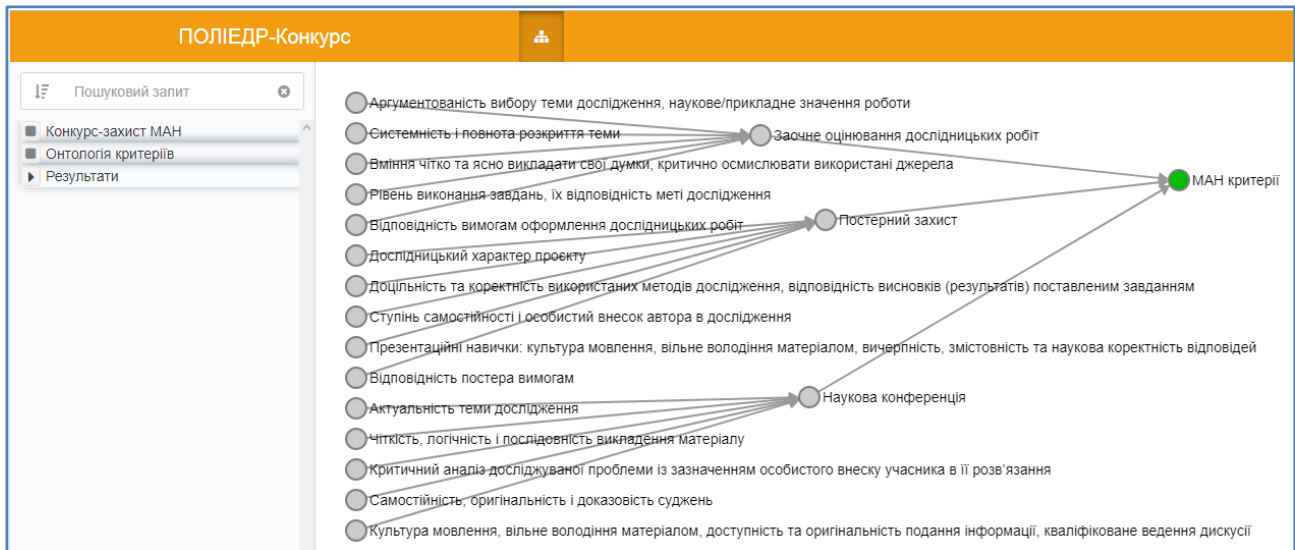 ПОЛІЕДР-Конкурс
Пошуковий запит
Конкурс-захист МАН
Онтологія критеріїв
Результати
Аргументованість вибору теми дослідження, наукове/прикладне значення роботи
Системність і повнота розкриття теми
Заочне оцінювання дослідницьких робіт
Вміння чітко та ясно викладати свої думки, критично осмислювати використані джерела
МАН критерії
Рівень виконання завдань, їх відповідність меті дослідження
Відповідність вимогам оформлення дослідницьких робіт
Постерний захист
Дослідницький характер проєкту
Доцільність та коректність використаних методів дослідження, відповідність висновків (результатів) поставленим завданням
Ступінь самостійності і особистий внесок автора в дослідження
Презентаційні навички: культура мовлення, вільне володіння матеріалом, вичерпність, змістовність та наукова коректність відповідей
Відповідність постера вимогам
Наукова конференція
Актуальність теми дослідження
Чіткість, логічність і послідовність викладення матеріалу
Критичний аналіз досліджуваної проблеми із зазначенням особистого внеску учасника в її розв'язання
Самостійність, оригінальність і доказовість суджень
Культура мовлення, вільне володіння матеріалом, доступність та оригінальність подання інформації, кваліфіковане ведення дискусії